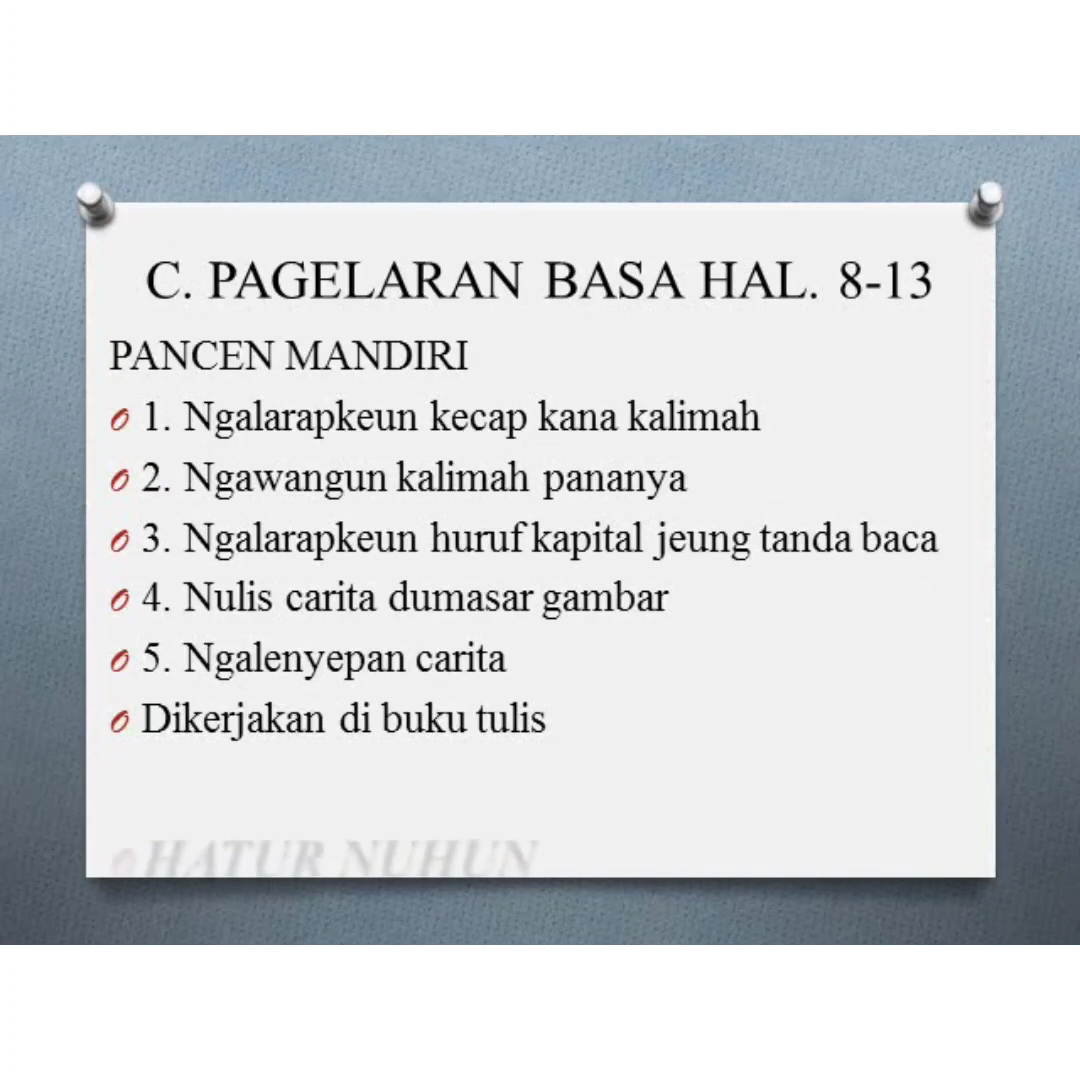 C. PAGELARAN BASA HAL. 8-13
PANCEN MANDIRI
1. Ngalarapkeun kecap kana kalimah
2. Ngawangun kalimah pananya
3. Ngalarapkeun huruf kapital jeung tanda baca
4. Nulis carita dumasar gambar
5. Ngalenyepan carita
Dikerjakan di buku tulis
HATUR NUHUN